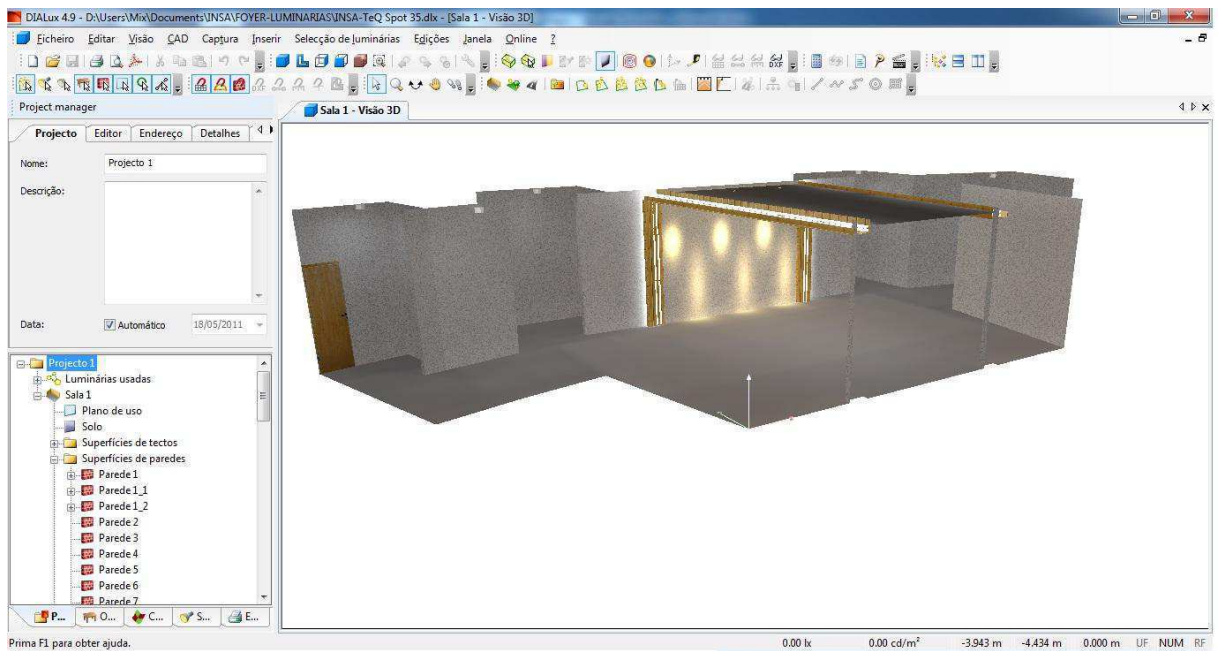 DIALux 4.9 - D:\Users\Mix\Documents\INSA\FOYER-LUMINARIAS\INSA-TeQ Spot 35.dlx - [Sala 1 - Visão 3D]
Ficheiro Editar Visão CAD Captura Inserir Selecção de luminárias Edições Janela Online ?
Project manager
Sala 1 - Visão 3D
Projecto Editor Endereço Detalhes
Nome: Projecto 1
Descrição:
Data: Automático 18/05/2011
Projecto 1
Luminárias usadas
Sala 1
Plano de uso
Solo
Superfícies de tectos
Superfícies de paredes
Parede 1
Parede 1_1
Parede 1_2
Parede 2
Parede 3
Parede 4
Parede 5
Parede 6
Parede 7
P... O... C... S... E...
Prima F1 para obter ajuda. 0.00 lx 0.00 cd/m² -3.943 m -4.434 m 0.000 m UF NUM RF